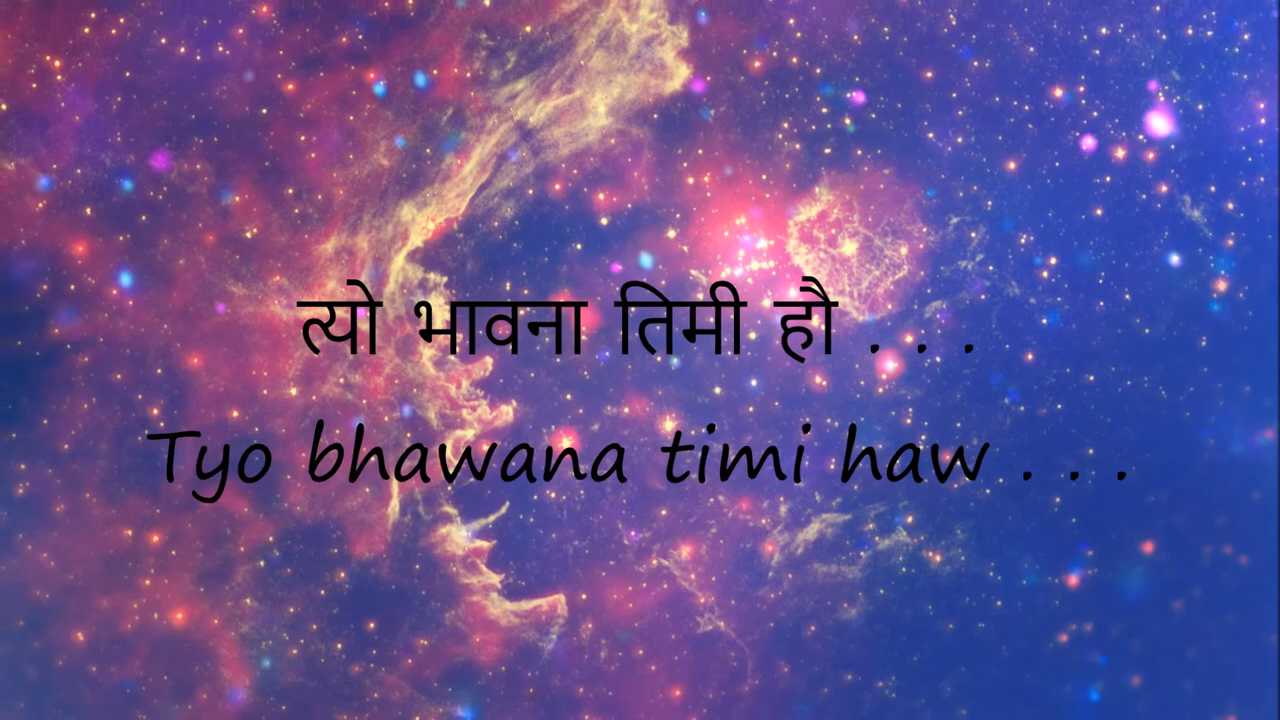 त्यो भावना तिमी हौ . . .
Tyo bhawana timi haw . . .